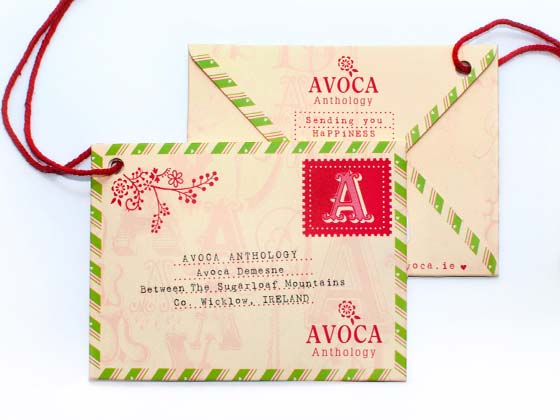 AVOCA
Anthology
Sending you
HaPPiNESS
voca.ie
A
AVOCA ANTHOLOGY
Avoca Demesne
Between The Sugarloaf Mountains
Co. Wicklow, IRELAND
AVOCA
Anthology